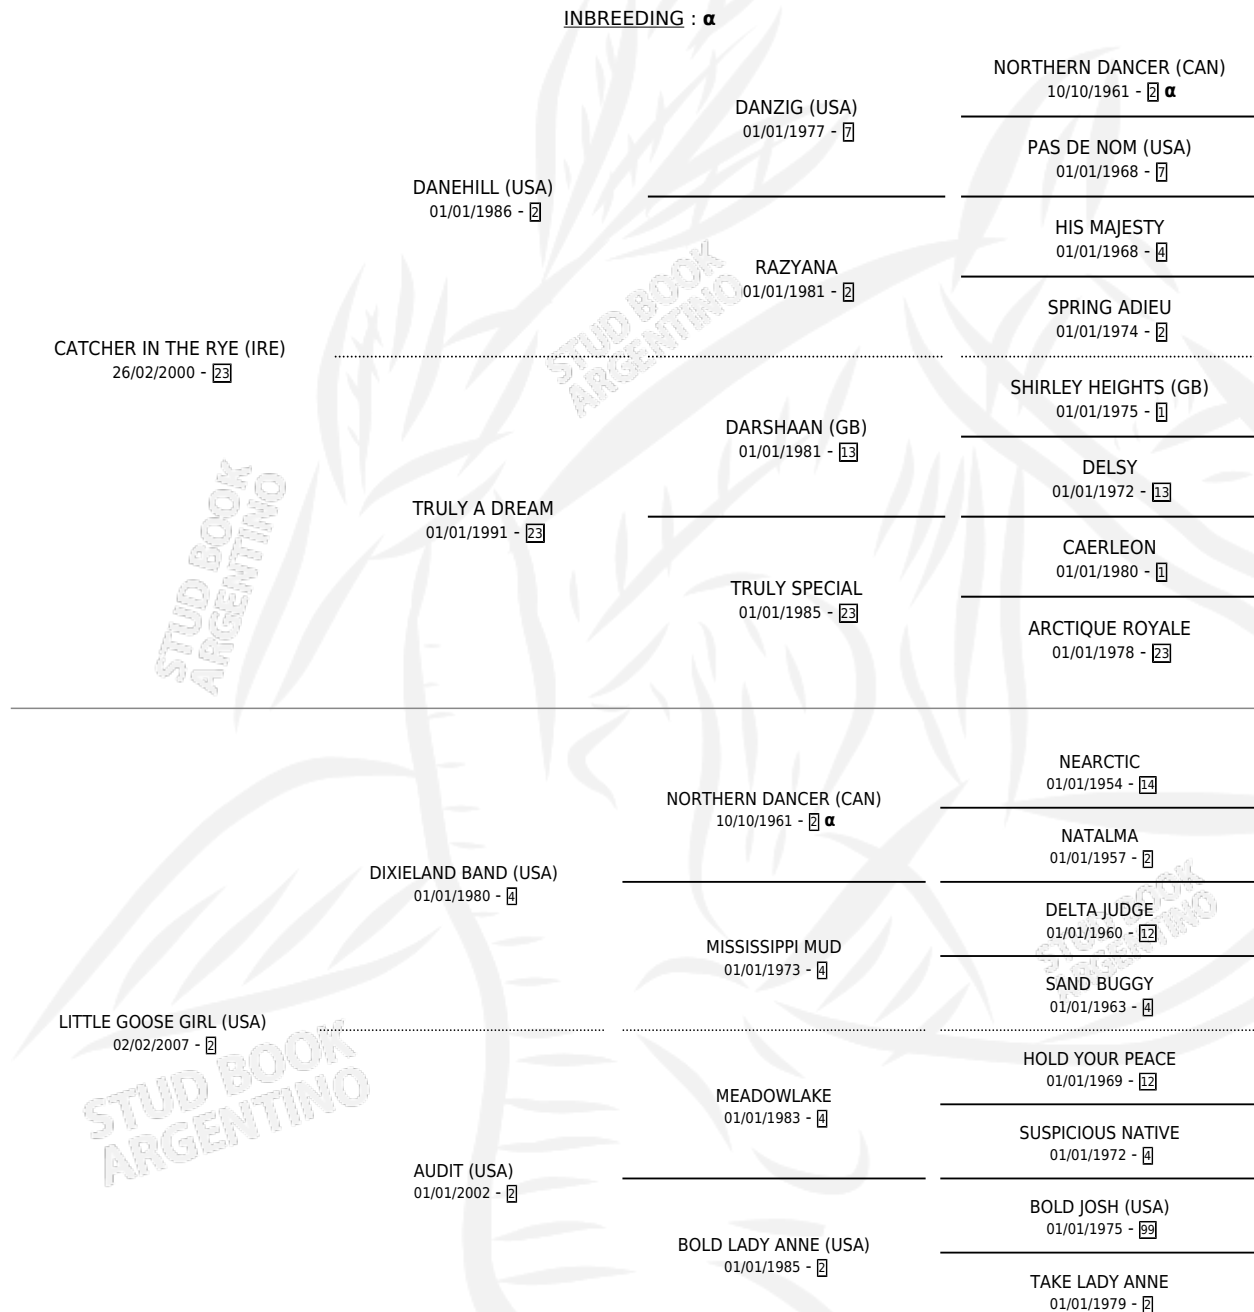 INBREEDING : α
NORTHERN DANCER (CAN)
10/10/1961 - 2 α
DANZIG (USA)
01/01/1977 - 7
PAS DE NOM (USA)
01/01/1968 - 7
DANEHILL (USA)
01/01/1986 - 2
HIS MAJESTY
01/01/1968 - 4
RAZYANA
01/01/1981 - 2
SPRING ADIEU
01/01/1974 - 2
CATCHER IN THE RYE (IRE)
26/02/2000 - 23
SHIRLEY HEIGHTS (GB)
01/01/1975 - 1
DARSHAAN (GB)
01/01/1981 - 13
DELSY
01/01/1972 - 13
TRULY A DREAM
01/01/1991 - 23
CAERLEON
01/01/1980 - 1
TRULY SPECIAL
01/01/1985 - 23
ARCTIQUE ROYALE
01/01/1978 - 23
NEARCTIC
01/01/1954 - 14
NORTHERN DANCER (CAN)
10/10/1961 - 2 α
NATALMA
01/01/1957 - 2
DIXIELAND BAND (USA)
01/01/1980 - 4
DELTA JUDGE
01/01/1960 - 12
MISSISSIPPI MUD
01/01/1973 - 4
SAND BUGGY
01/01/1963 - 4
LITTLE GOOSE GIRL (USA)
02/02/2007 - 2
HOLD YOUR PEACE
01/01/1969 - 12
MEADOWLAKE
01/01/1983 - 4
SUSPICIOUS NATIVE
01/01/1972 - 4
AUDIT (USA)
01/01/2002 - 2
BOLD JOSH (USA)
01/01/1975 - 99
BOLD LADY ANNE (USA)
01/01/1985 - 2
TAKE LADY ANNE
01/01/1979 - 2
STUD BOOK
ARGENTINO
STUD BOOK
ARGENTINO
STUD BOOK
ARGENTINO
STUD BOOK
ARGENTINO